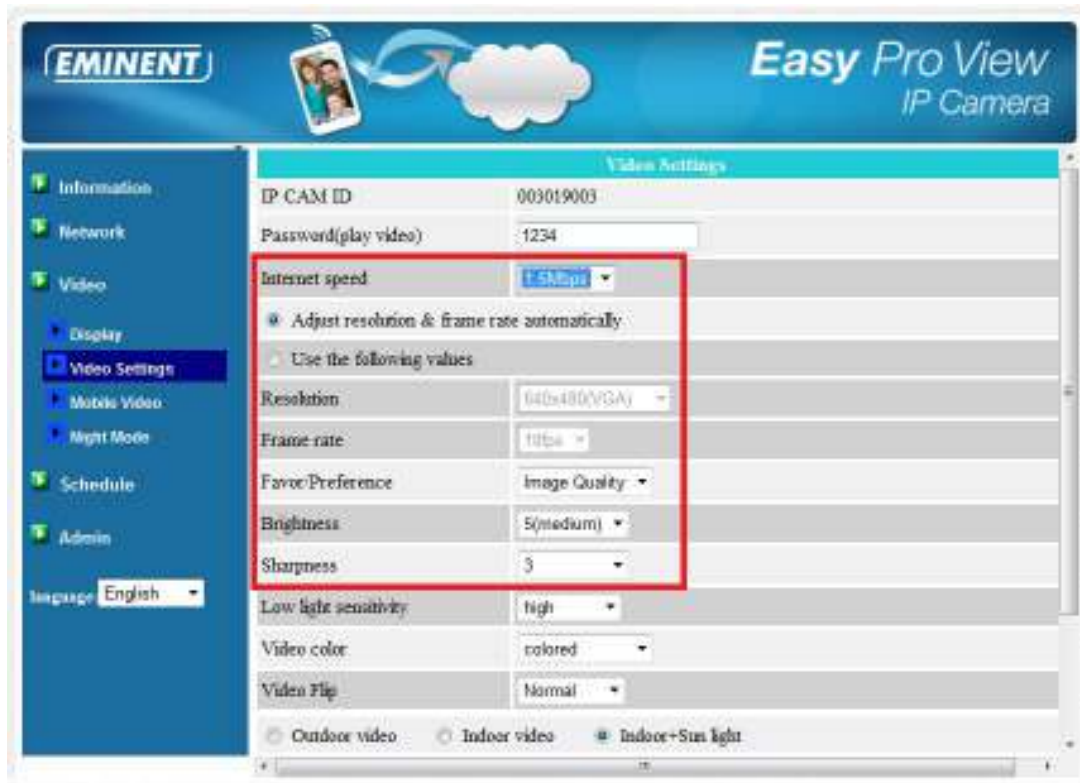 EMINENT
Easy Pro View
IP Camera
Information
Network
Video
Display
Video Settings
Mobile Video
Night Mode
Schedule
Admin
language English
Video Settings
IP CAM ID 003019003
Password(play video) 1234
Internet speed 1.5Mbps
Adjust resolution & frame rate automatically
Use the following values
Resolution 640x480(VGA)
Frame rate 10fps
Favor/Preference Image Quality
Brightness 5(medium)
Sharpness 3
Low light sensitivity high
Video color colored
Video Flip Normal
Outdoor video Indoor video Indoor+Sun light